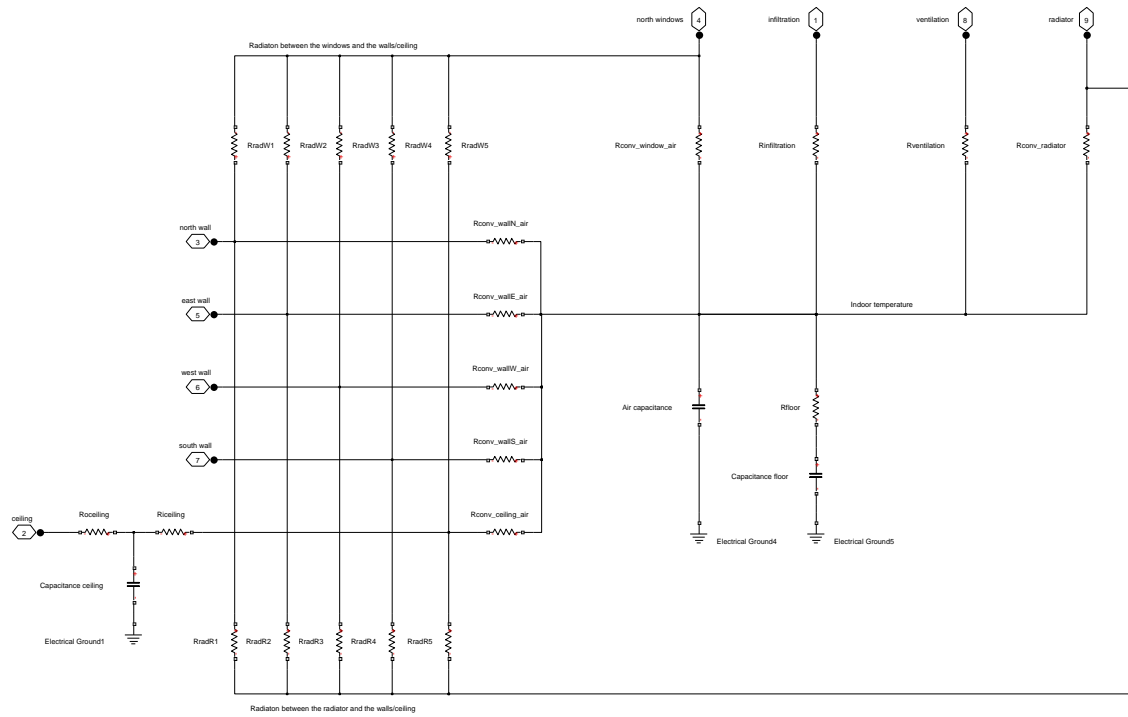 north windows
4
infiltration
1
ventilation
8
radiator
9
Radiaton between the windows and the walls/ceiling
RradW1
RradW2
RradW3
RradW4
RradW5
Rconv_window_air
Rinfiltration
Rventilation
Rconv_radiator
north wall
3
Rconv_wallN_air
east wall
5
Rconv_wallE_air
Indoor temperature
west wall
6
Rconv_wallW_air
Air capacitance
Rfloor
south wall
7
Rconv_wallS_air
Capacitance floor
ceiling
2
Roceiling
Riceiling
Rconv_ceiling_air
Electrical Ground4
Electrical Ground5
Capacitance ceiling
Electrical Ground1
RradR1
RradR2
RradR3
RradR4
RradR5
Radiaton between the radiator and the walls/ceiling